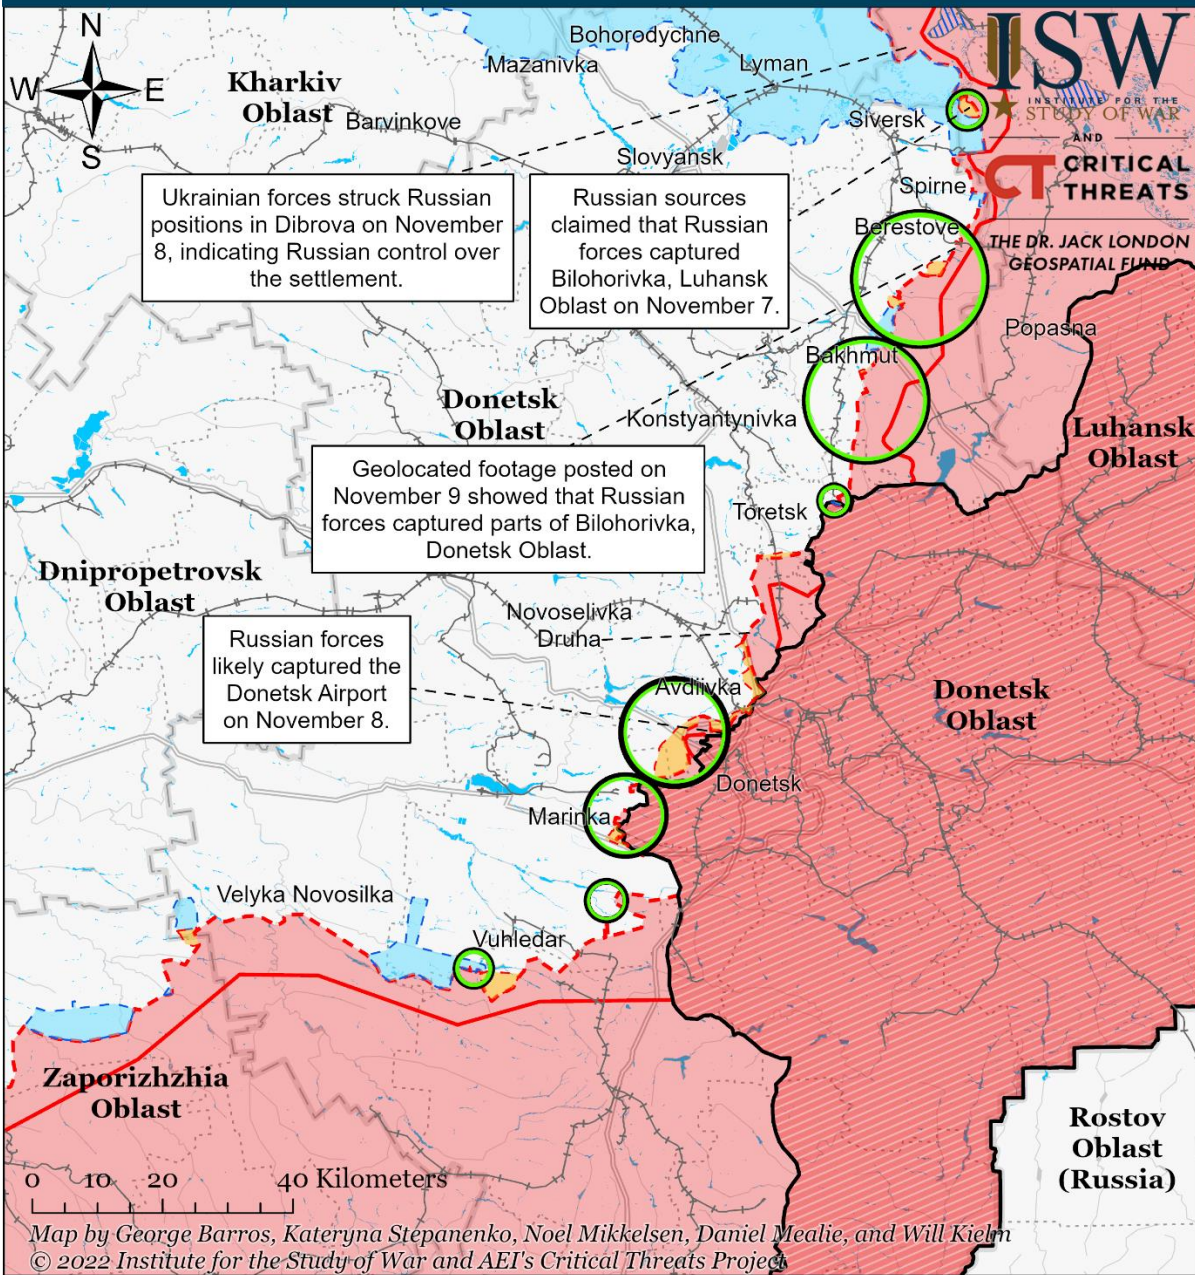 N
W
E
S
Kharkiv
Oblast
Bohorodychne
Mazanivka
Lyman
Barvinkove
Siversk
Slovyansk
ISW
INSTITUTE FOR THE
STUDY OF WAR
AND
CT CRITICAL
THREATS
THE DR. JACK LONDON
GEOSPATIAL FUND
Ukrainian forces struck Russian
positions in Dibrova on November
8, indicating Russian control over
the settlement.
Russian sources
claimed that Russian
forces captured
Bilohorivka, Luhansk
Oblast on November 7.
Spirne
Berestove
Popasna
Bakhmut
Donetsk
Oblast
Konstyantynivka
Luhansk
Oblast
Geolocated footage posted on
November 9 showed that Russian
forces captured parts of Bilohorivka,
Donetsk Oblast.
Toretsk
Dnipropetrovsk
Oblast
Novoselivka
Druha
Russian forces
likely captured the
Donetsk Airport
on November 8.
Avdiivka
Donetsk
Oblast
Donetsk
Marinka
Velyka Novosilka
Vuhledar
Zaporizhzhia
Oblast
Rostov
Oblast
(Russia)
0 10 20 40 Kilometers
Map by George Barros, Kateryna Stepanenko, Noel Mikkelsen, Daniel Mealie, and Will Kielm
© 2022 Institute for the Study of War and AEI's Critical Threats Project